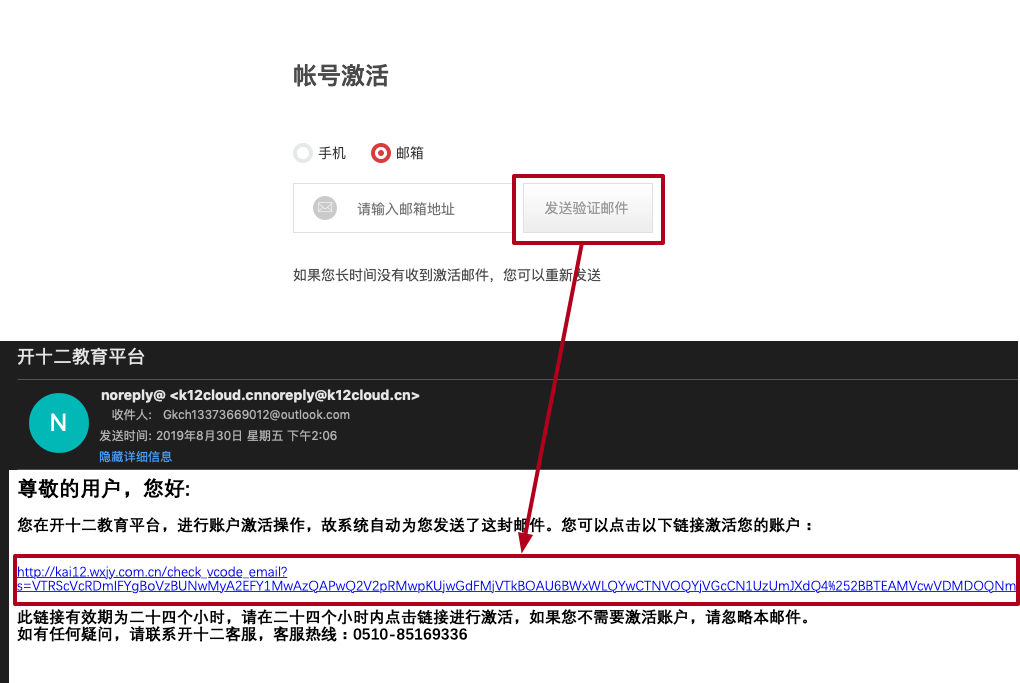 帐号激活
手机 邮箱
请输入邮箱地址 发送验证邮件
如果您长时间没有收到激活邮件，您可以重新发送
开十二教育平台
N
noreply@ <k12cloud.cnnoreply@k12cloud.cn>
收件人： Gkch13373669012@outlook.com
发送时间: 2019年8月30日 星期五 下午2:06
隐藏详细信息
尊敬的用户，您好:
您在开十二教育平台，进行账户激活操作，故系统自动为您发送了这封邮件。您可以点击以下链接激活您的账户：
http://kai12.wxjy.com.cn/check_vcode_email?
s=VTRScVcRDmIFYgBoVzBUNwMyA2EFY1MwAzQAPwQ2V2pRMwpKUjwGdFMjVTkBOAU6BWxWLQYwCTNVOQYjVGcCN1UzUmJXdQ4%252BBTEAMVcwVDMDOQNm
此链接有效期为二十四个小时，请在二十四个小时内点击链接进行激活，如果您不需要激活账户，请忽略本邮件。
如有任何疑问，请联系开十二客服，客服热线：0510-85169336